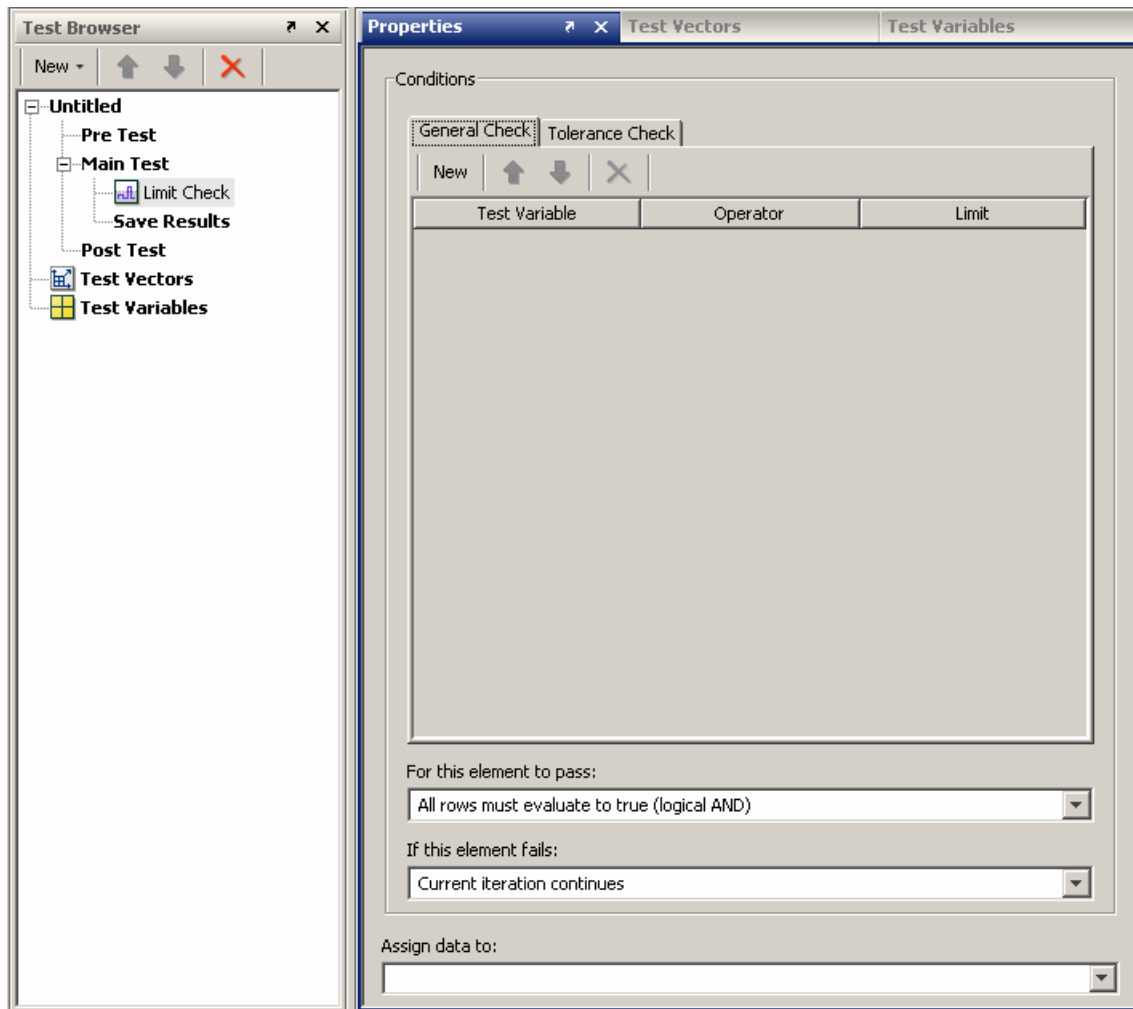 Test Browser
New
Untitled
Pre Test
Main Test
Limit Check
Save Results
Post Test
Test Vectors
Test Variables
Properties
Test Vectors
Test Variables
Conditions
General Check
Tolerance Check
New
Test Variable
Operator
Limit
For this element to pass:
All rows must evaluate to true (logical AND)
If this element fails:
Current iteration continues
Assign data to: